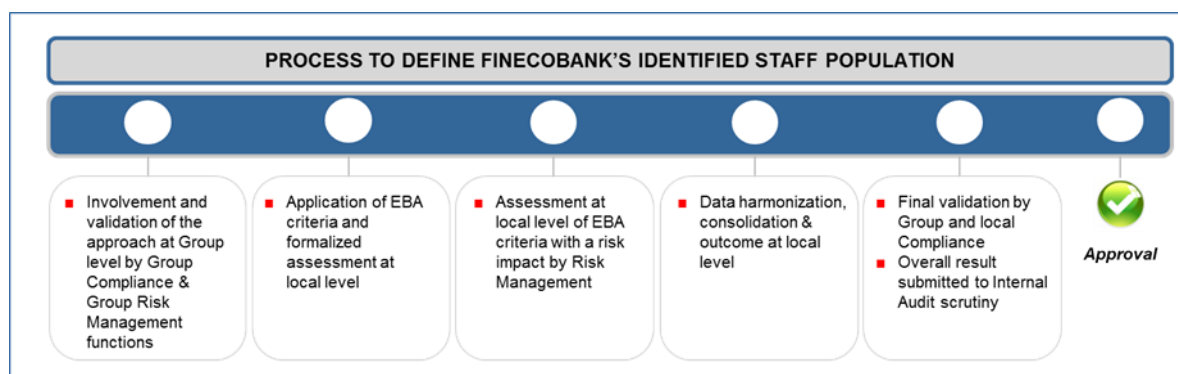 PROCESS TO DEFINE FINECOBANK'S IDENTIFIED STAFF POPULATION
Involvement and
validation of the
approach at Group
level by Group
Compliance &
Group Risk
Management
functions
Application of EBA
criteria and
formalized
assessment at
local level
Assessment at
local level of EBA
criteria with a risk
impact by Risk
Management
Data harmonization,
consolidation &
outcome at local
level
Final validation by
Group and local
Compliance
Overall result
submitted to Internal
Audit scrutiny
Approval